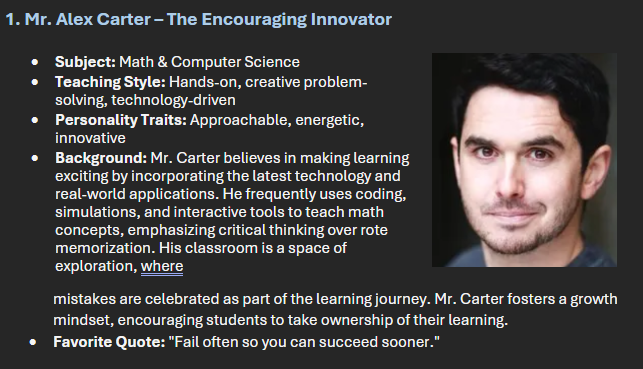 1. Mr. Alex Carter – The Encouraging Innovator
• Subject: Math & Computer Science
• Teaching Style: Hands-on, creative problem-
solving, technology-driven
• Personality Traits: Approachable, energetic,
innovative
• Background: Mr. Carter believes in making learning
exciting by incorporating the latest technology and
real-world applications. He frequently uses coding,
simulations, and interactive tools to teach math
concepts, emphasizing critical thinking over rote
memorization. His classroom is a space of
exploration, where
mistakes are celebrated as part of the learning journey. Mr. Carter fosters a growth
mindset, encouraging students to take ownership of their learning.
• Favorite Quote: "Fail often so you can succeed sooner."